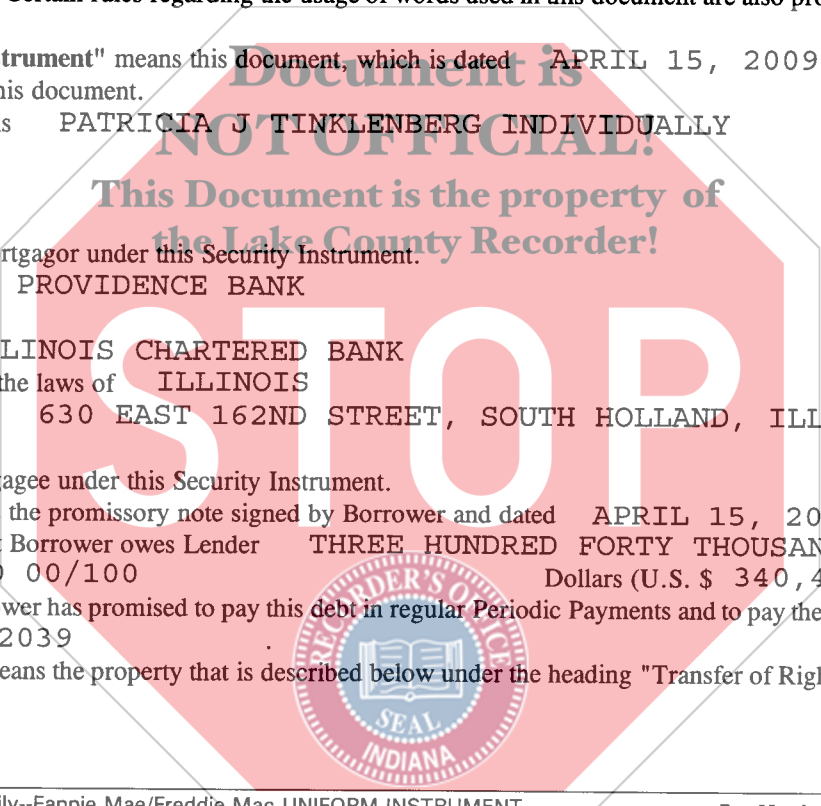 Certain rules regarding the usage of words used in this document are also pro
strument" means this document, which is dated APRIL 15, 2009
his document.
s PATRICIA J TINKLENBERG INDIVIDUALLY
Document is
NOT OFFICIAL!
This Document is the property of
the Lake County Recorder!
rtgagor under this Security Instrument.
PROVIDENCE BANK
LINOIS CHARTERED BANK
the laws of ILLINOIS
630 EAST 162ND STREET, SOUTH HOLLAND, ILL
STOP
gagee under this Security Instrument.
the promissory note signed by Borrower and dated APRIL 15, 20
t Borrower owes Lender THREE HUNDRED FORTY THOUSAN
00/100 Dollars (U.S. $ 340,4
wer has promised to pay this debt in regular Periodic Payments and to pay the
2039 .
eans the property that is described below under the heading "Transfer of Righ
RECORDER'S OFFICE
SEAL
INDIANA
ily--Fannie Mae/Freddie Mac UNIFORM INSTRUMENT